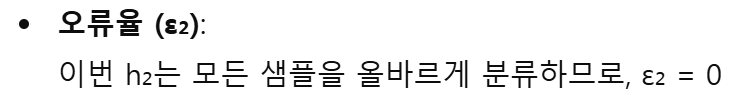 • 오류율 (ε₂):
이번 h₂는 모든 샘플을 올바르게 분류하므로, ε₂ = 0